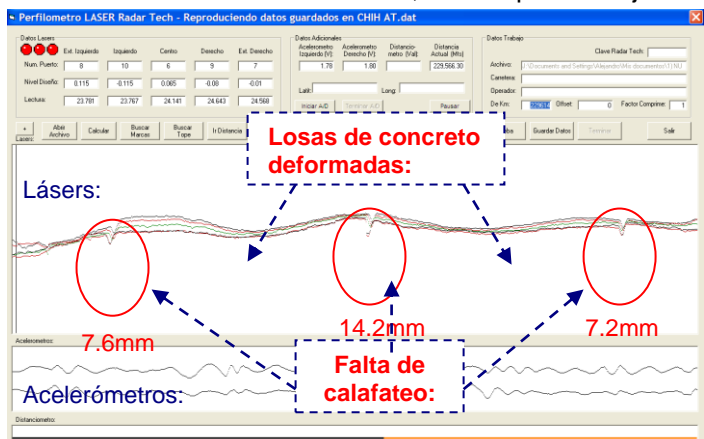 Perfilometro LASER Radar Tech - Reproduciendo datos guardados en CHIH AT.dat
Datos Lasers
Ext. Izquierdo Izquierdo Centro Derecho Ext. Derecho
Num. Puerto: 8 10 6 9 7
Nivel Diseño: 0.115 -0.115 0.065 -0.08 -0.01
Lectura: 23.781 23.767 24.141 24.643 24.568
Datos Adicionales
Acelerometro Izquierdo [V]: Acelerometro Derecho [V]: Distancio-metro [Val]: Distancia Actual [Mts]
1.78 1.80 229,566.30
Latit: Long:
Iniciar A/D Terminar A/D Pausar
Datos Trabajo
Clave Radar Tech:
Archivo:
Carretera:
Operador:
De Km: Offset: 0 Factor Comprime: 1
+ Abrir Archivo Calcular Buscar Marcas Buscar Tope Ir Distancia Guardar Datos Terminar Salir
Lasers:
Losas de concreto
deformadas:
Lásers:
7.6mm
14.2mm
7.2mm
Acelerometros:
Falta de
calafateo:
Acelerómetros:
Distanciometro: